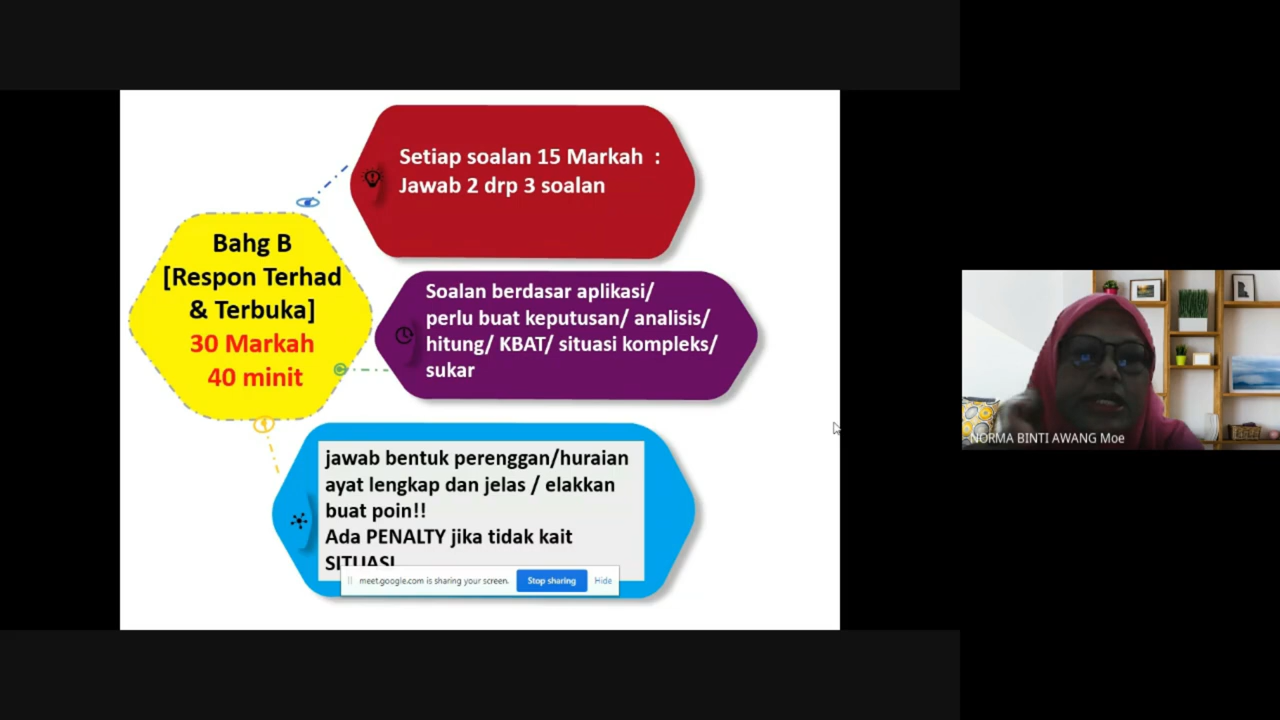 Setiap soalan 15 Markah :
Jawab 2 drp 3 soalan
Bahg B
[Respon Terhad
& Terbuka]
30 Markah
40 minit
Soalan berdasar aplikasi/
perlu buat keputusan/ analisis/
hitung/ KBAT/ situasi kompleks/
sukar
jawab bentuk perenggan/huraian
ayat lengkap dan jelas / elakkan
buat poin!!
Ada PENALTY jika tidak kait
SITUASI
meet.google.com is sharing your screen. Stop sharing Hide
NORMA BINTI AWANG Moe